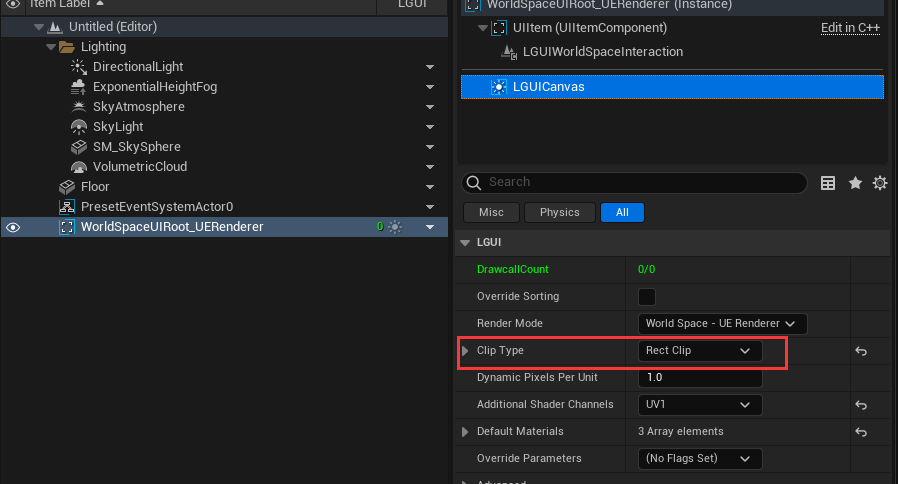 Item Label
LGUI
Untitled (Editor)
Lighting
DirectionalLight
ExponentialHeightFog
SkyAtmosphere
SkyLight
SM_SkySphere
VolumetricCloud
Floor
PresetEventSystemActor0
WorldSpaceUIRoot_UERenderer 0
WorldSpaceUIRoot_UERenderer (Instance)
UIItem (UIItemComponent) Edit in C++
LGUIWorldSpaceInteraction
LGUICanvas
Search
Misc Physics All
LGUI
DrawcallCount 0/0
Override Sorting
Render Mode World Space - UE Renderer
Clip Type Rect Clip
Dynamic Pixels Per Unit 1.0
Additional Shader Channels UV1
Default Materials 3 Array elements
Override Parameters (No Flags Set)
Advanced